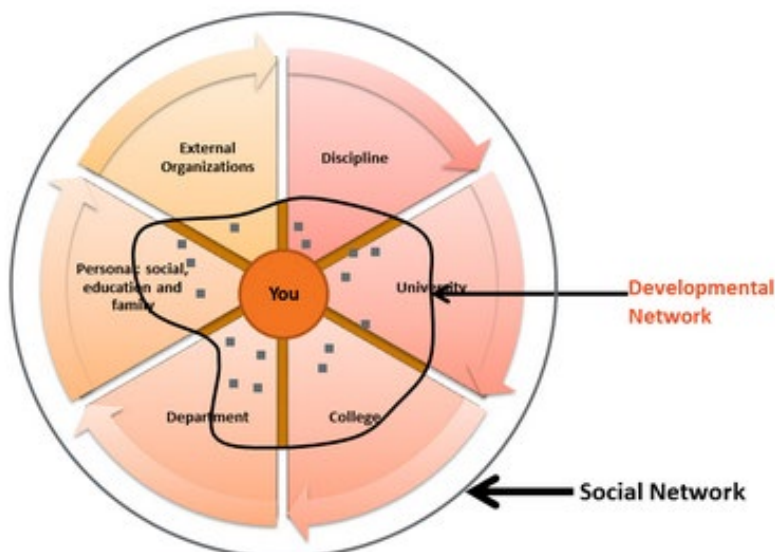 External
Organizations
Discipline
Personal: social,
education and
family
You
University
Developmental
Network
Department
College
Social Network